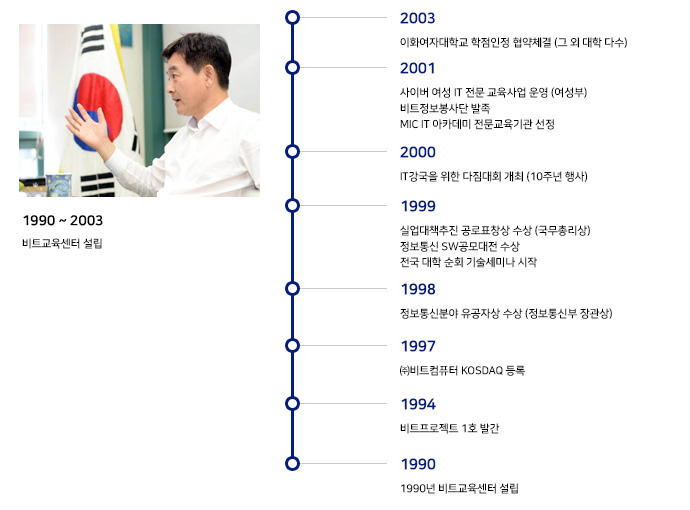 1990 ~ 2003
비트교육센터 설립
2003
이화여자대학교 학점인정 협약체결 (그 외 대학 다수)
2001
사이버 여성 IT 전문 교육사업 운영 (여성부)
비트정보봉사단 발족
MIC IT 아카데미 전문교육기관 선정
2000
IT강국을 위한 다짐대회 개최 (10주년 행사)
1999
실업대책추진 공로표창상 수상 (국무총리상)
정보통신 SW공모대전 수상
전국 대학 순회 기술세미나 시작
1998
정보통신분야 유공자상 수상 (정보통신부 장관상)
1997
㈜비트컴퓨터 KOSDAQ 등록
1994
비트프로젝트 1호 발간
1990
1990년 비트교육센터 설립